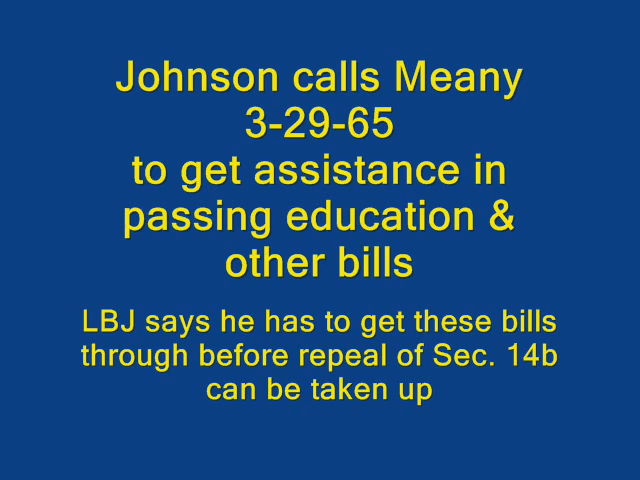 Johnson calls Meany
3-29-65
to get assistance in
passing education &
other bills
LBJ says he has to get these bills
through before repeal of Sec. 14b
can be taken up